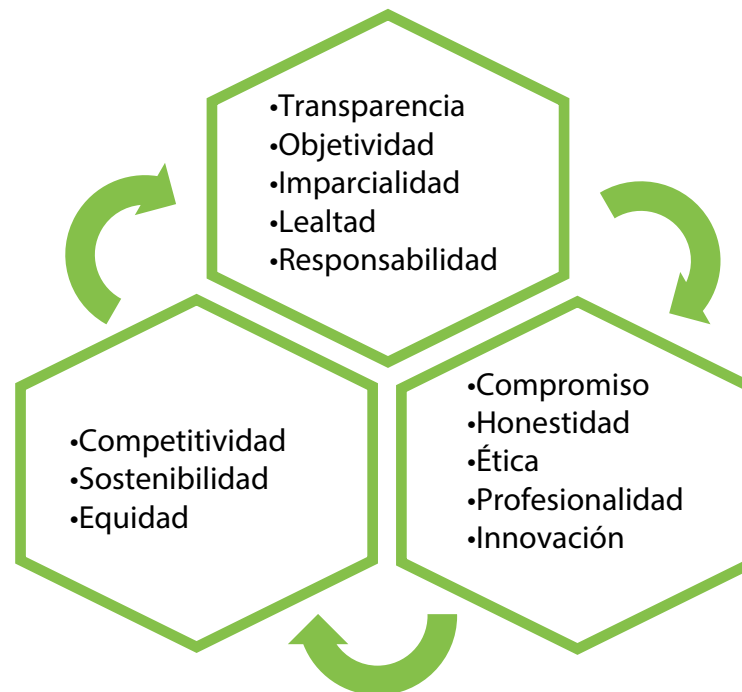 •Transparencia
•Objetividad
•Imparcialidad
•Lealtad
•Responsabilidad
•Compromiso
•Honestidad
•Ética
•Profesionalidad
•Innovación
•Competitividad
•Sostenibilidad
•Equidad